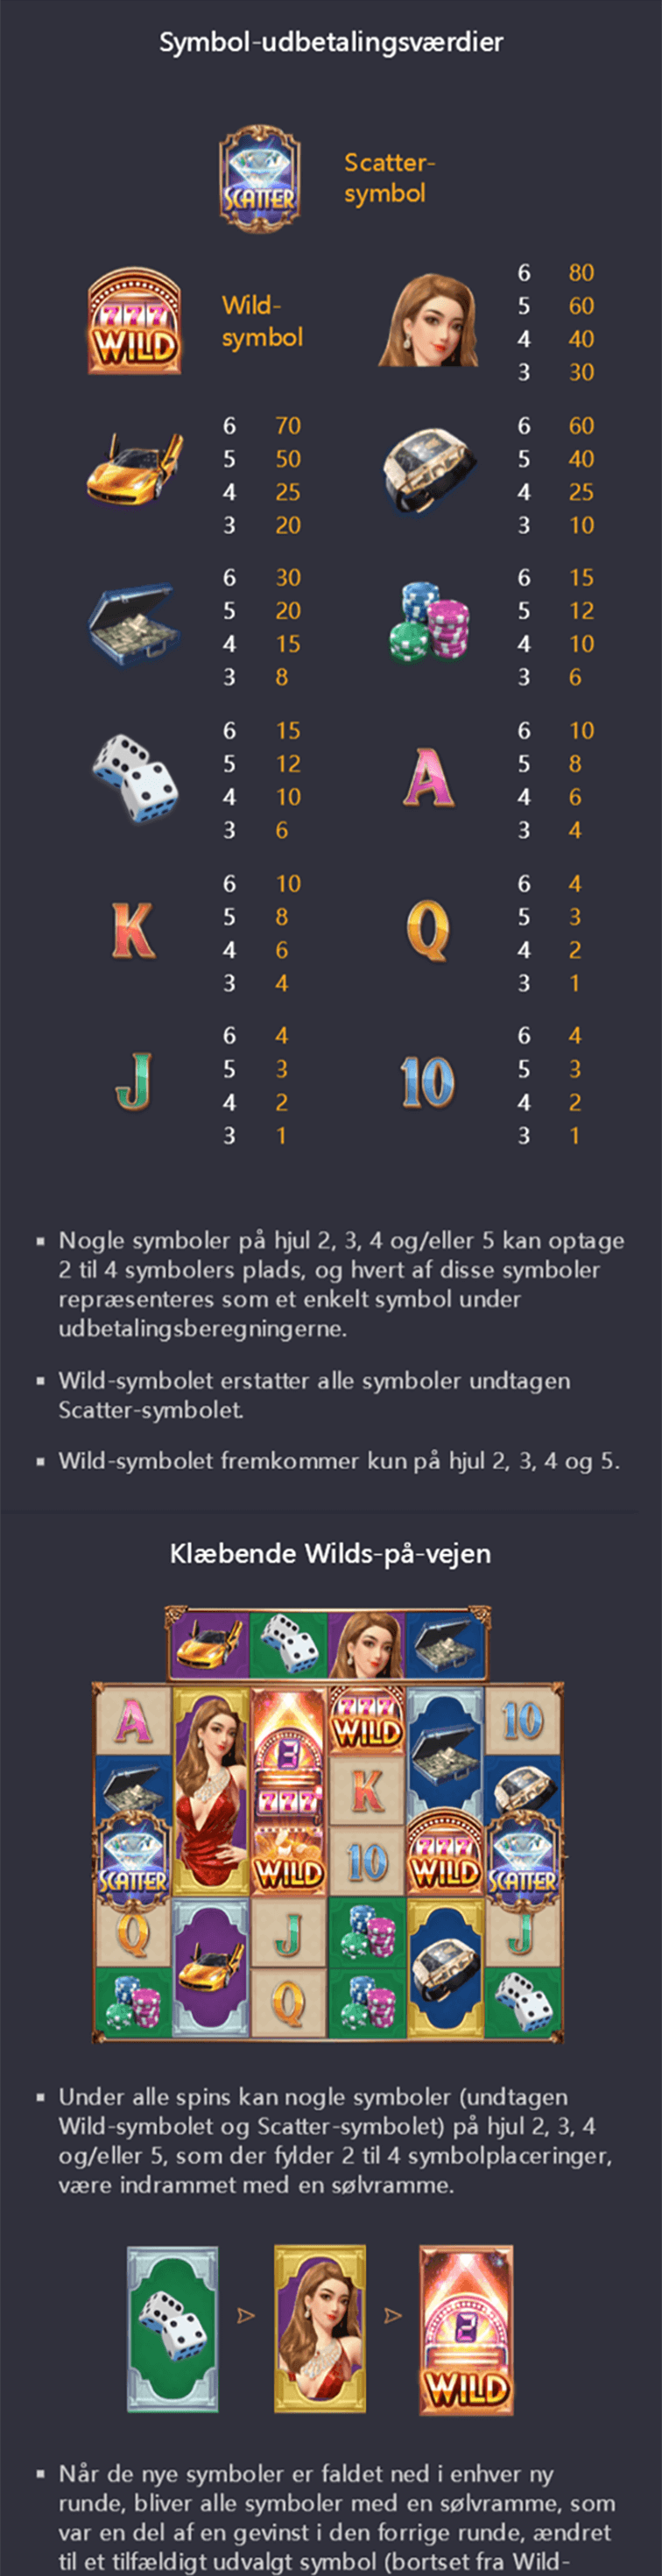 Symbol-udbetalingsværdier
SCATTER
Scatter-
symbol
777
WILD
Wild-
symbol
6 80
5 60
4 40
3 30
6 70
5 50
4 25
3 20
6 60
5 40
4 25
3 10
6 30
5 20
4 15
3 8
6 15
5 12
4 10
3 6
6 15
5 12
4 10
3 6
A
6 10
5 8
4 6
3 4
K
6 10
5 8
4 6
3 4
Q
6 4
5 3
4 2
3 1
J
6 4
5 3
4 2
3 1
10
6 4
5 3
4 2
3 1
▪ Nogle symboler på hjul 2, 3, 4 og/eller 5 kan optage
2 til 4 symbolers plads, og hvert af disse symboler
repræsenteres som et enkelt symbol under
udbetalingsberegningerne.
▪ Wild-symbolet erstatter alle symboler undtagen
Scatter-symbolet.
▪ Wild-symbolet fremkommer kun på hjul 2, 3, 4 og 5.
Klæbende Wilds-på-vejen
A
3
777
WILD
777
WILD
10
K
SCATTER
10
777
WILD
SCATTER
Q
J
J
Q
▪ Under alle spins kan nogle symboler (undtagen
Wild-symbolet og Scatter-symbolet) på hjul 2, 3, 4
og/eller 5, som der fylder 2 til 4 symbolplaceringer,
være indrammet med en sølvramme.
2
WILD
▪ Når de nye symboler er faldet ned i enhver ny
runde, bliver alle symboler med en sølvramme, som
var en del af en gevinst i den forrige runde, ændret
til et tilfældigt udvalgt symbol (bortset fra Wild-